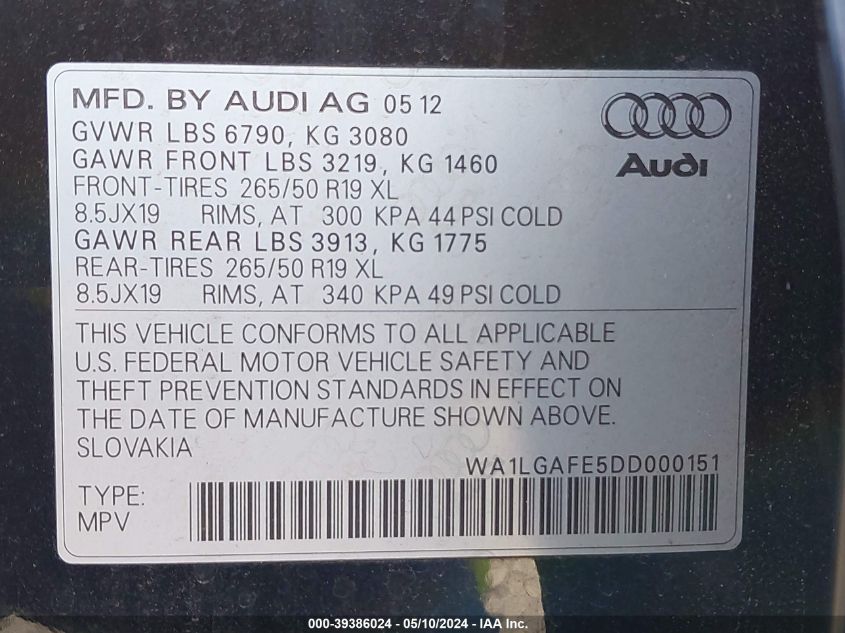 MFD. BY AUDI AG 05 12
GVWR LBS 6790, KG 3080
GAWR FRONT LBS 3219, KG 1460
FRONT-TIRES 265/50 R19 XL
8.5JX19 RIMS, AT 300 KPA 44 PSI COLD
GAWR REAR LBS 3913, KG 1775
REAR-TIRES 265/50 R19 XL
8.5JX19 RIMS, AT 340 KPA 49 PSI COLD
Audi
THIS VEHICLE CONFORMS TO ALL APPLICABLE
U.S. FEDERAL MOTOR VEHICLE SAFETY AND
THEFT PREVENTION STANDARDS IN EFFECT ON
THE DATE OF MANUFACTURE SHOWN ABOVE.
SLOVAKIA
WA1LGAFE5DD000151
TYPE:
MPV
000-39386024 - 05/10/2024 - IAA Inc.